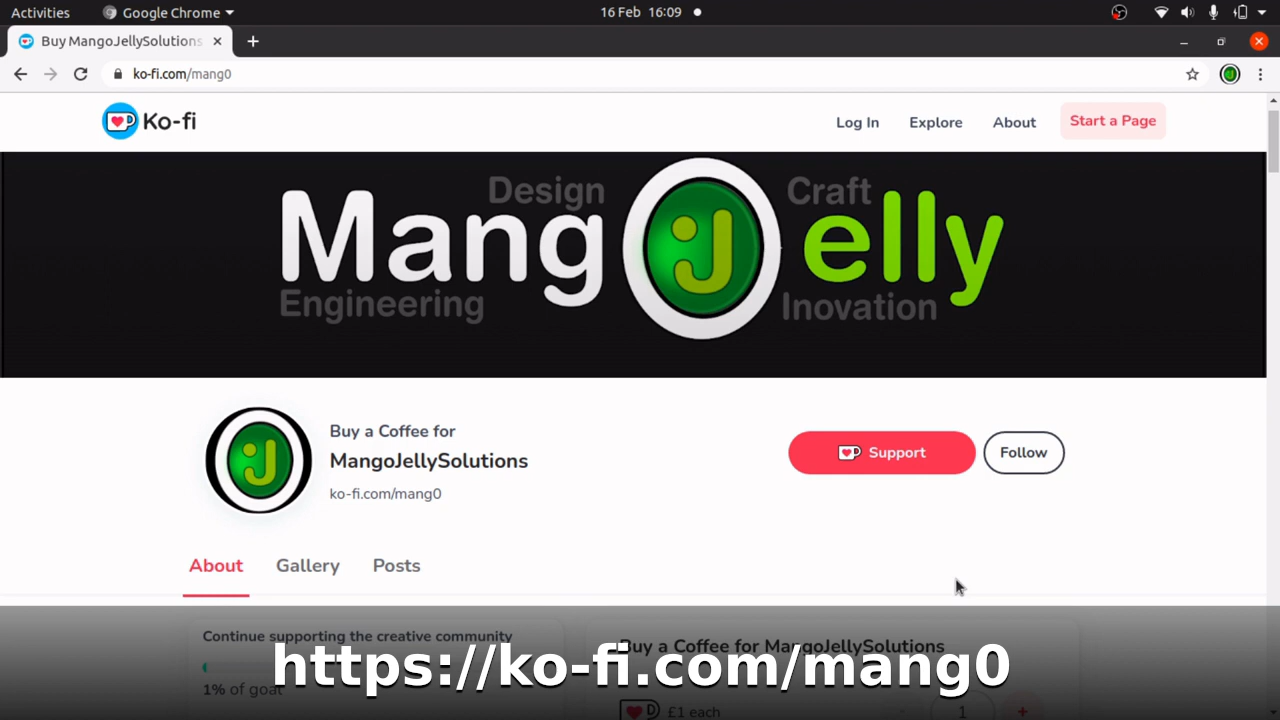 Activities
Google Chrome
16 Feb 16:09
Buy MangoJellySolutions
ko-fi.com/mang0
Ko-fi
Log In
Explore
About
Start a Page
Design
Craft
Mang J elly
Engineering
Inovation
J
Buy a Coffee for
MangoJellySolutions
ko-fi.com/mang0
Support
Follow
About
Gallery
Posts
Continue supporting the creative community
1% of goal
Buy a Coffee for MangoJellySolutions
£1 each
-
1
+
https://ko-fi.com/mang0